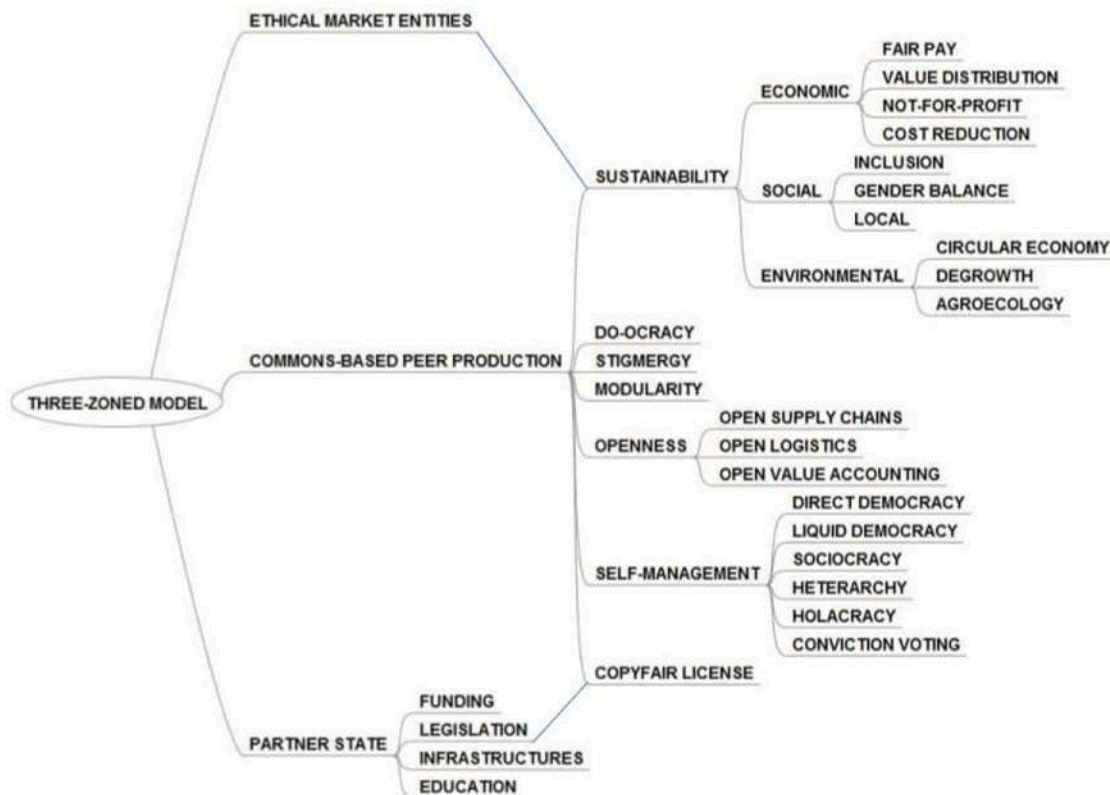 ETHICAL MARKET ENTITIES
FAIR PAY
VALUE DISTRIBUTION
ECONOMIC
NOT-FOR-PROFIT
COST REDUCTION
INCLUSION
SUSTAINABILITY
SOCIAL
GENDER BALANCE
LOCAL
CIRCULAR ECONOMY
ENVIRONMENTAL
DEGROWTH
AGROECOLOGY
DO-OCRACY
COMMONS-BASED PEER PRODUCTION
STIGMERGY
MODULARITY
THREE-ZONED MODEL
OPEN SUPPLY CHAINS
OPENNESS
OPEN LOGISTICS
OPEN VALUE ACCOUNTING
DIRECT DEMOCRACY
LIQUID DEMOCRACY
SOCIOCRACY
SELF-MANAGEMENT
HETERARCHY
HOLACRACY
CONVICTION VOTING
COPYFAIR LICENSE
FUNDING
LEGISLATION
PARTNER STATE
INFRASTRUCTURES
EDUCATION